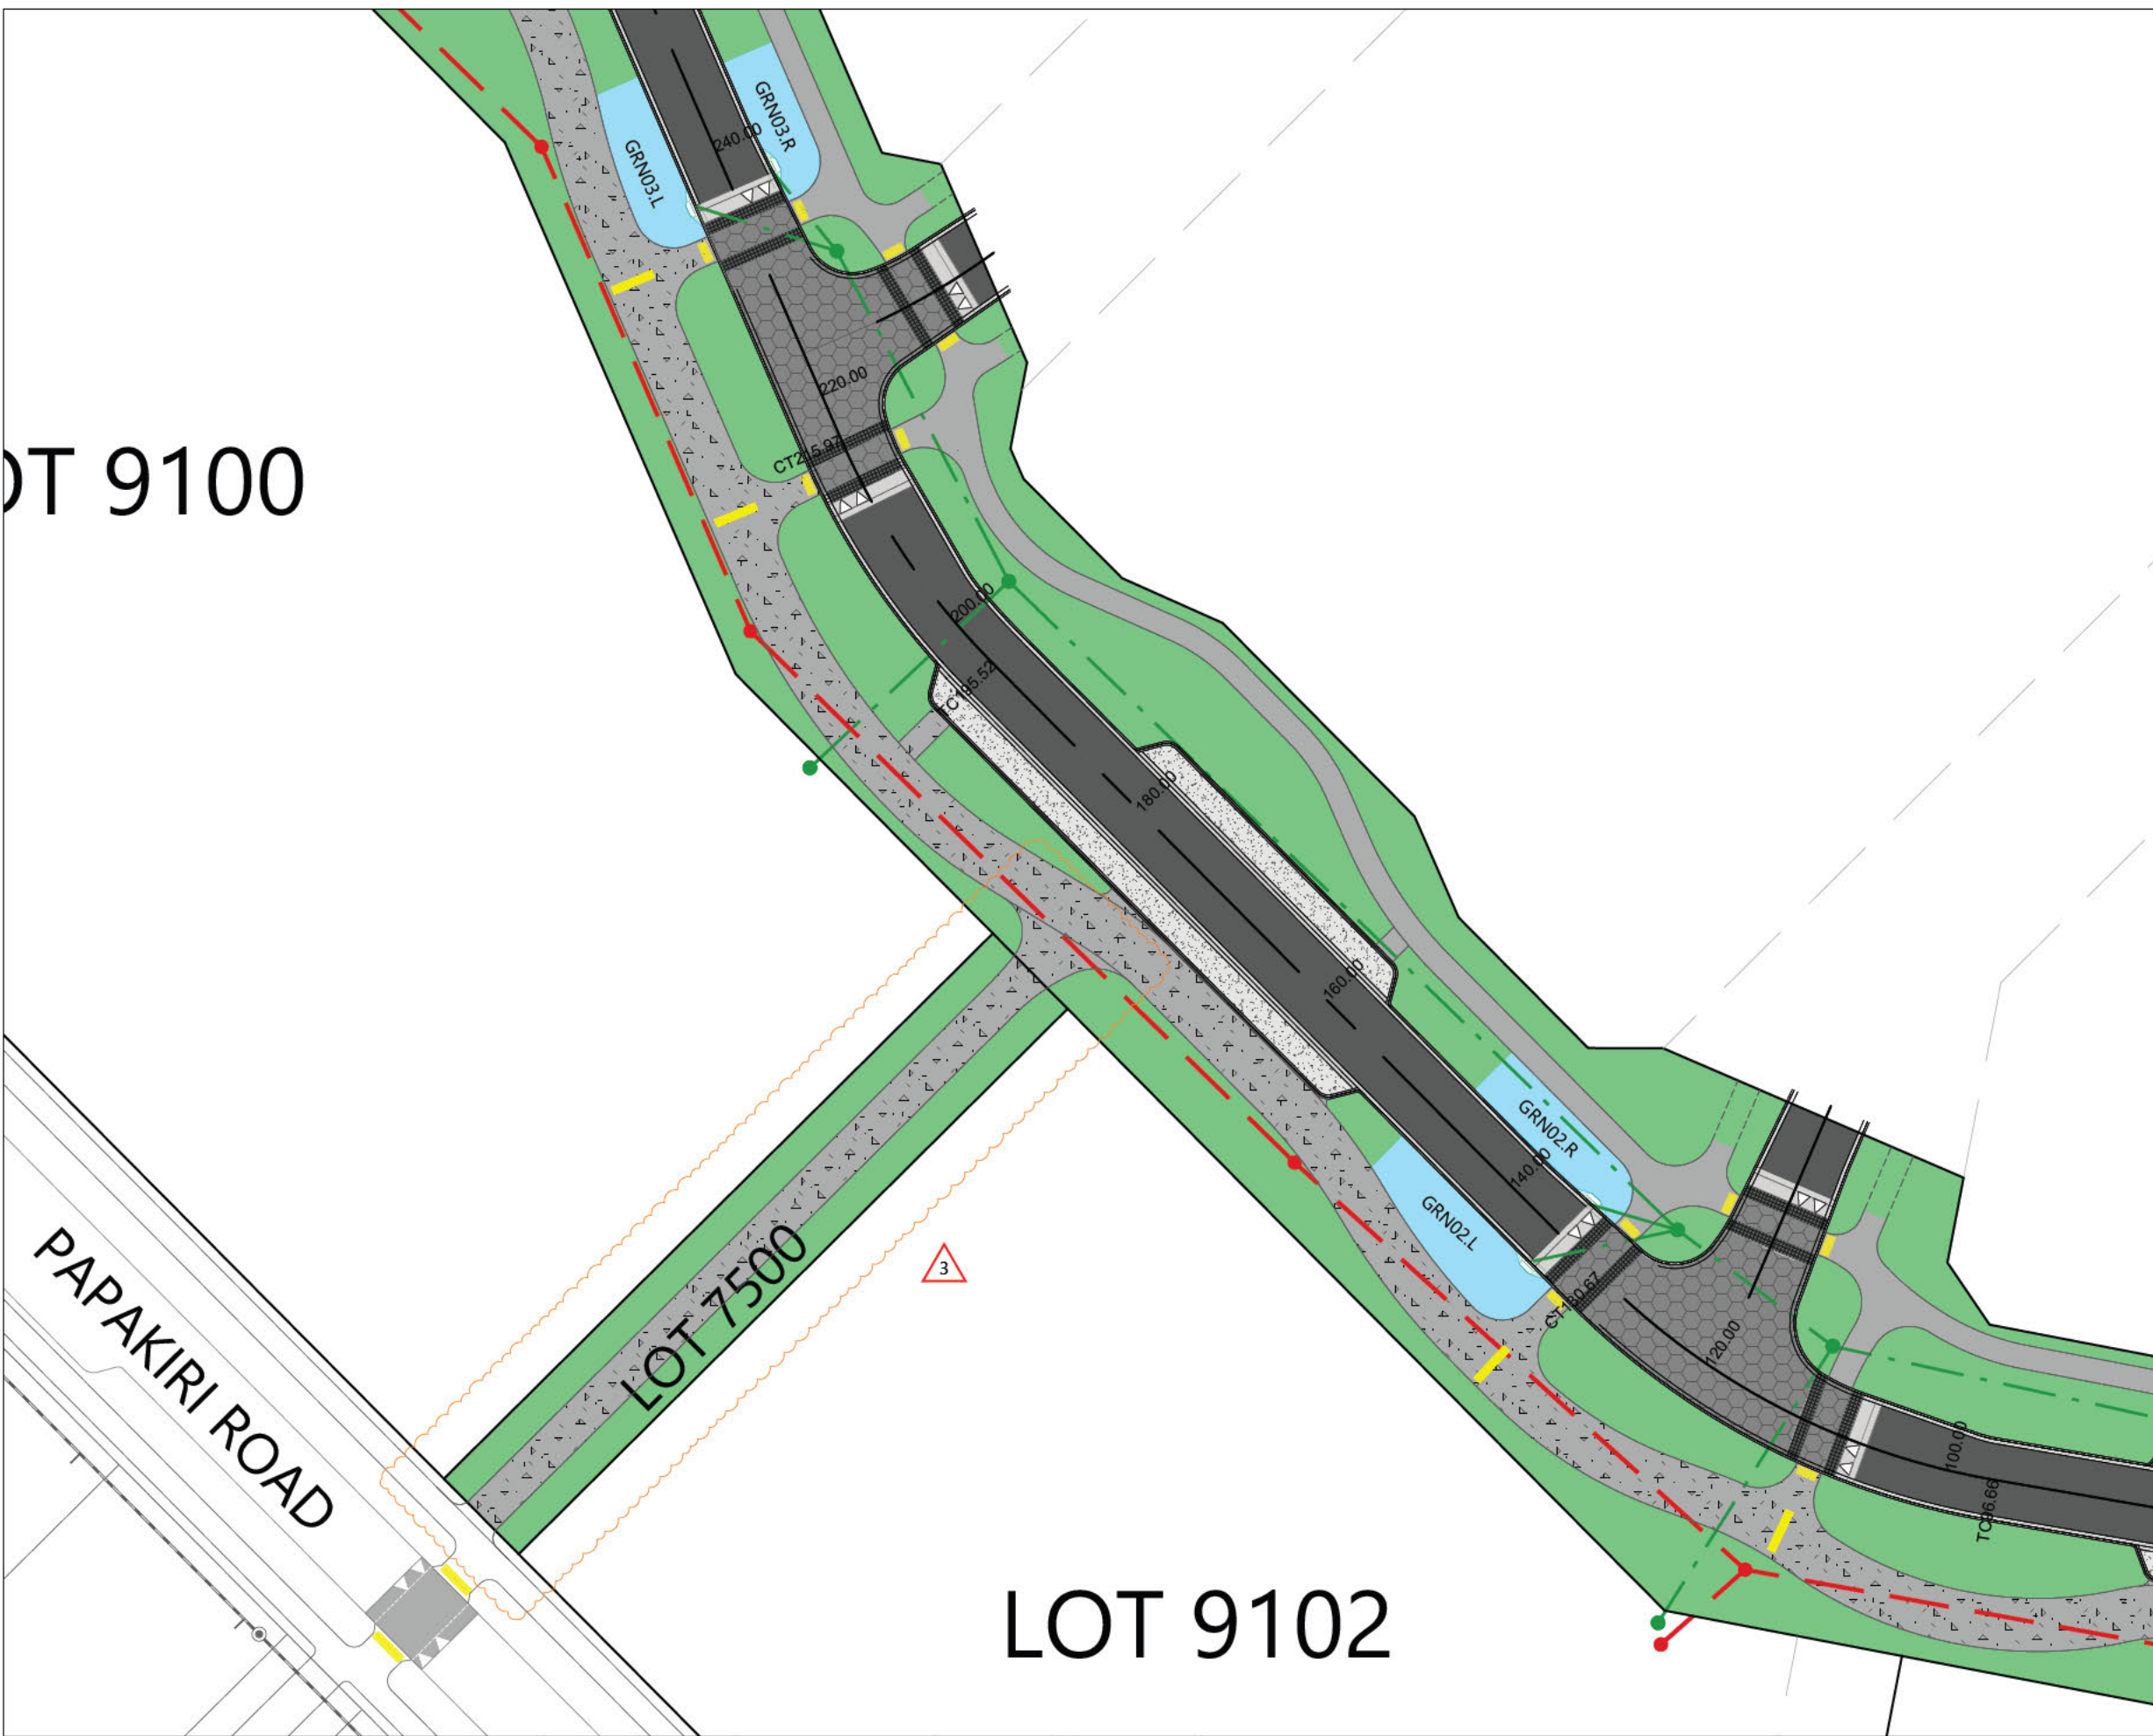 GRN03.R
240.00
GRN03.L
220.00
CT215.97
OT 9100
200.00
TC195.52
180.00
160.00
GRN02.R
140.00
GRN02.L
LOT 7500
3
PAPAKIRI ROAD
CT130.67
120.00
100.00
TC96.66
LOT 9102